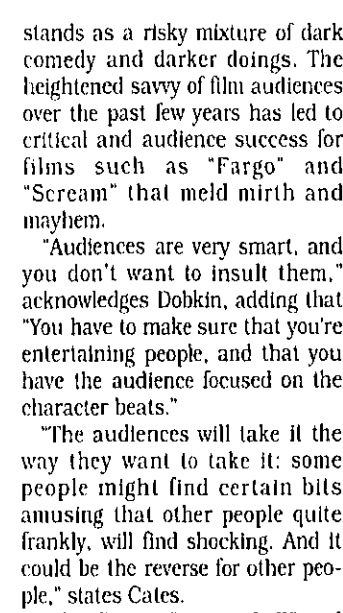 stands as a risky mixture of dark
comedy and darker doings. The
heightened savvy of film audiences
over the past few years has led to
critical and audience success for
films such as "Fargo" and
"Scream" that meld mirth and
mayhem.
"Audiences are very smart, and
you don't want to insult them,"
acknowledges Dobkin, adding that
"You have to make sure that you're
entertaining people, and that you
have the audience focused on the
character beats."
"The audiences will take it the
way they want to take it: some
people might find certain bits
amusing that other people quite
frankly, will find shocking. And it
could be the reverse for other peo-
ple," states Cates.